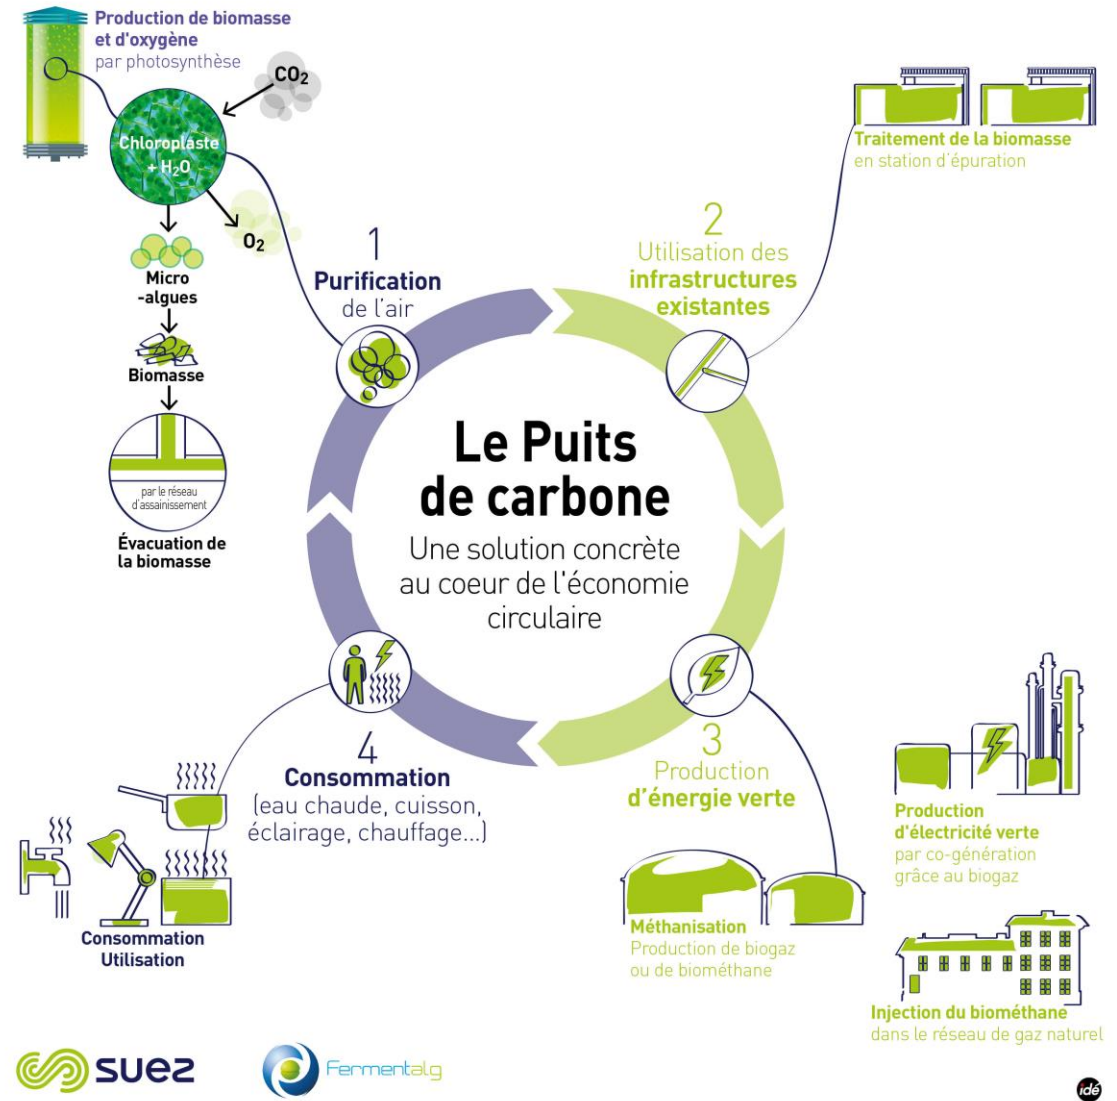 Production de biomasse
et d'oxygène
par photosynthèse
CO₂
Chloroplaste
+ H₂O
O₂
Micro
-algues
Biomasse
par le réseau
d'assainissement
Évacuation de
la biomasse
1
Purification
de l'air
2
Utilisation des
infrastructures
existantes
Traitement de la biomasse
en station d'épuration
Le Puits
de carbone
Une solution concrète
au coeur de l'économie
circulaire
3
Production
d'énergie verte
Production
d'électricité verte
par co-génération
grâce au biogaz
Méthanisation
Production de biogaz
ou de biométhane
Injection du biométhane
dans le réseau de gaz naturel
4
Consommation
(eau chaude, cuisson,
éclairage, chauffage...)
Consommation
Utilisation
suez
Fermentalg
idé